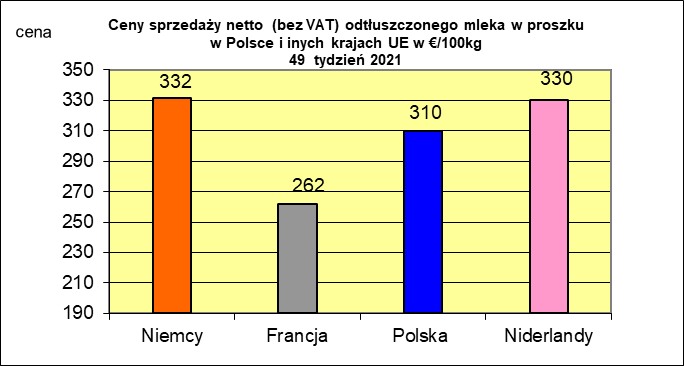 cena
Ceny sprzedaży netto (bez VAT) odtłuszczonego mleka w proszku
w Polsce i inych krajach UE w €/100kg
49 tydzień 2021
350
330
310
290
270
250
230
210
190
332
262
310
330
Niemcy Francja Polska Niderlandy